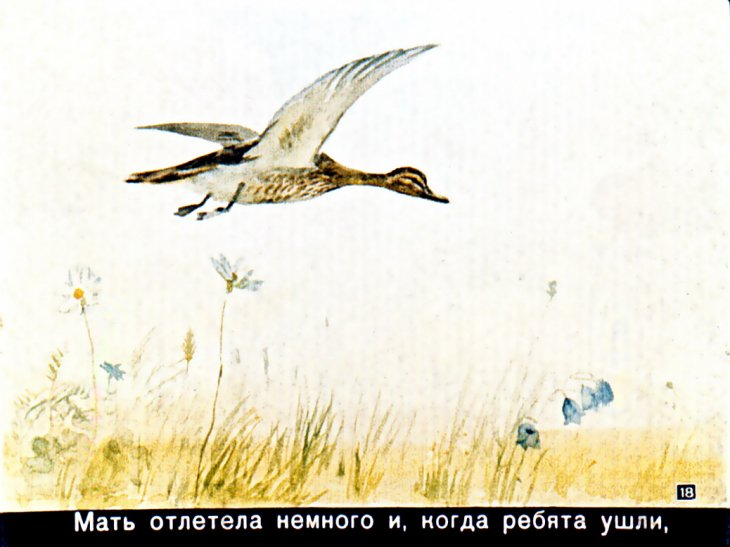 18
Мать отлетела немного и, когда ребята ушли,